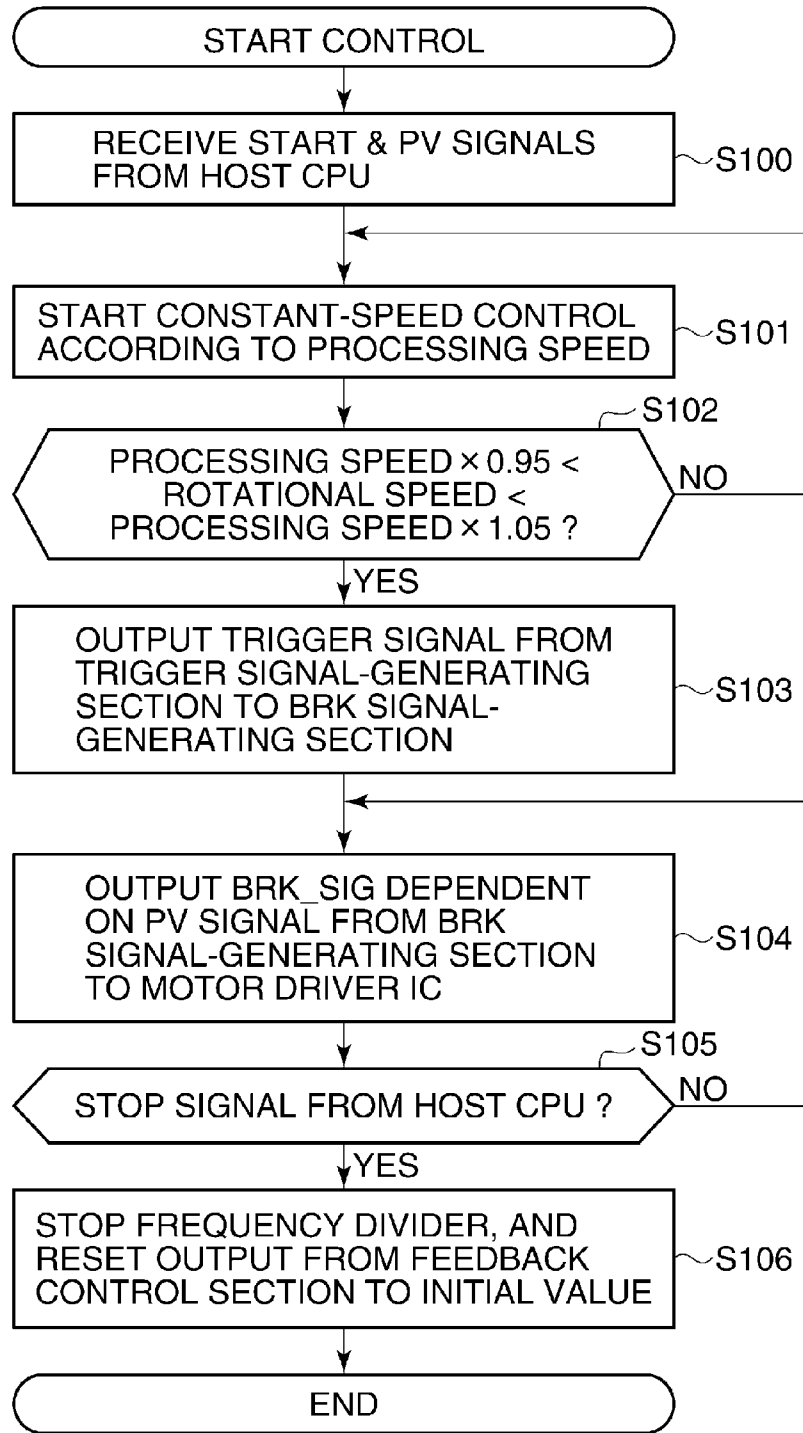 START CONTROL
RECEIVE START & PV SIGNALS
FROM HOST CPU
S100
START CONSTANT-SPEED CONTROL
ACCORDING TO PROCESSING SPEED
S101
S102
PROCESSING SPEED × 0.95 <
ROTATIONAL SPEED <
PROCESSING SPEED × 1.05 ?
NO
YES
OUTPUT TRIGGER SIGNAL FROM
TRIGGER SIGNAL-GENERATING
SECTION TO BRK SIGNAL-
GENERATING SECTION
S103
OUTPUT BRK_SIG DEPENDENT
ON PV SIGNAL FROM BRK
SIGNAL-GENERATING SECTION
TO MOTOR DRIVER IC
S104
S105
STOP SIGNAL FROM HOST CPU ?
NO
YES
STOP FREQUENCY DIVIDER, AND
RESET OUTPUT FROM FEEDBACK
CONTROL SECTION TO INITIAL VALUE
S106
END